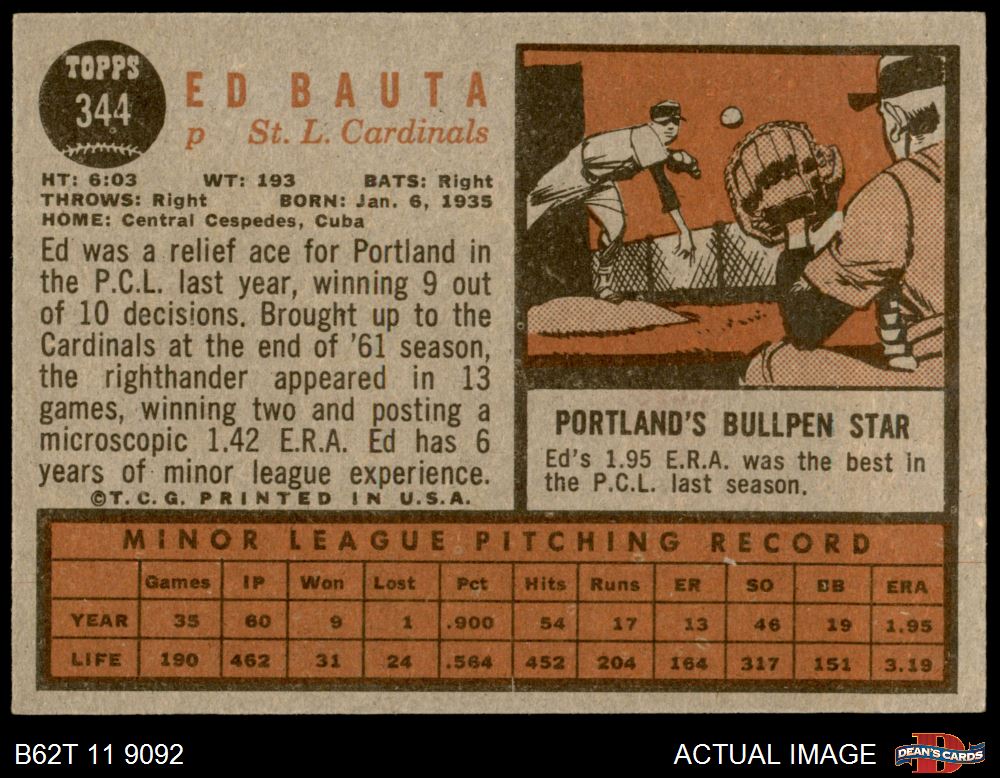 TOPPS
344
ED BAUTA
p St. L. Cardinals
HT: 6:03 WT: 193 BATS: Right
THROWS: Right BORN: Jan. 6, 1935
HOME: Central Cespedes, Cuba
Ed was a relief ace for Portland in
the P.C.L. last year, winning 9 out
of 10 decisions. Brought up to the
Cardinals at the end of '61 season,
the righthander appeared in 13
games, winning two and posting a
microscopic 1.42 E.R.A. Ed has 6
years of minor league experience.
©T.C.G. PRINTED IN U.S.A.
PORTLAND'S BULLPEN STAR
Ed's 1.95 E.R.A. was the best in
the P.C.L. last season.
MINOR LEAGUE PITCHING RECORD
Games IP Won Lost Pct Hits Runs ER SO BB ERA
YEAR 35 60 9 1 .900 54 17 13 46 19 1.95
LIFE 190 462 31 24 .564 452 204 164 317 151 3.19
B62T 11 9092 ACTUAL IMAGE DEAN'S CARDS